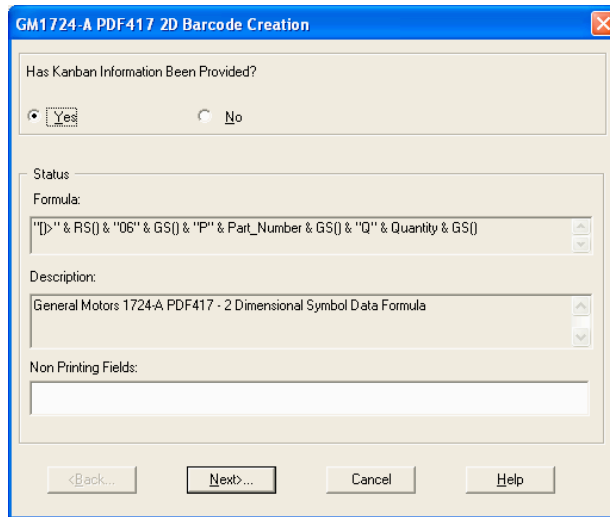 GM1724-A PDF417 2D Barcode Creation
Has Kanban Information Been Provided?
Yes No
Status
Formula:
"[)>" & RS() & "06" & GS() & "P" & Part_Number & GS() & "Q" & Quantity & GS()
Description:
General Motors 1724-A PDF417 - 2 Dimensional Symbol Data Formula
Non Printing Fields:
<Back... Next>... Cancel Help